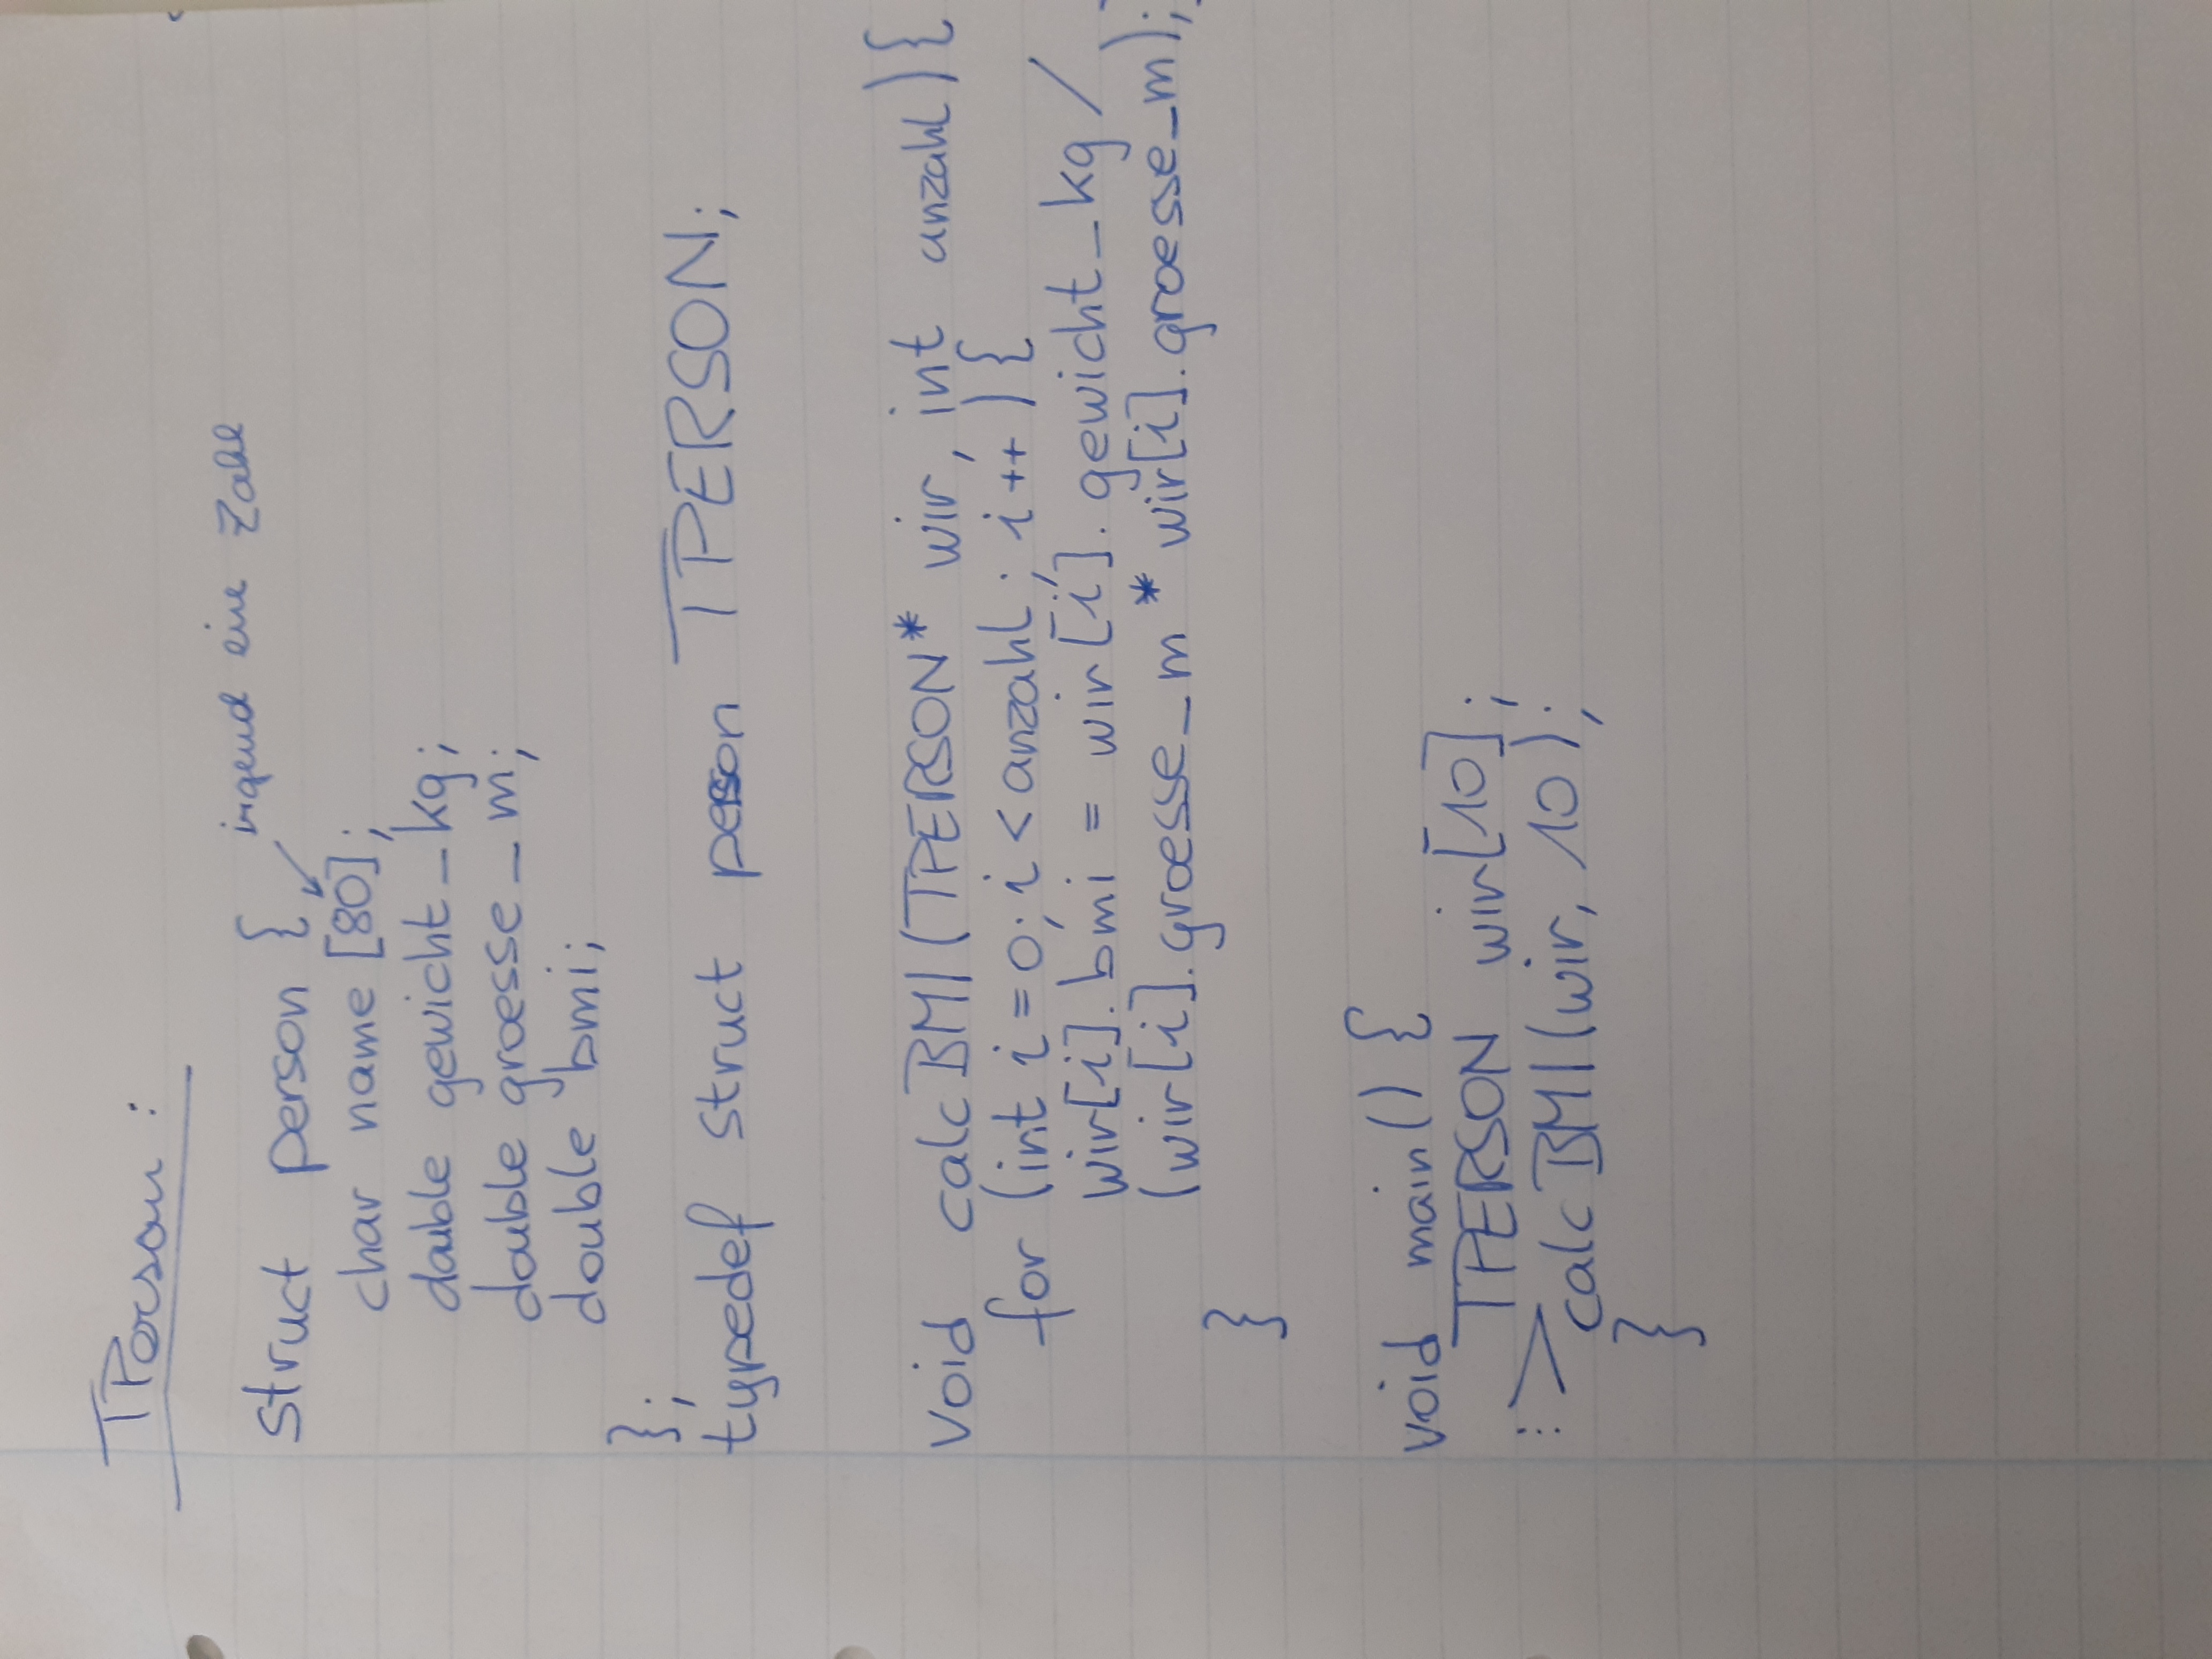 TPerson :
irgend eine Zahl
struct person {
char name [80];
double gewicht_kg;
double groesse_m;
double bmi;
};
typedef struct person TPERSON;
void calcBMI (TPERSON* wir, int anzahl) {
for (int i=0; i < anzahl; i++) {
wir[i].bmi = wir[i].gewicht_kg /
(wir[i].groesse_m * wir[i].groesse_m);
}
void main() {
TPERSON wir[10];
⋮ >
calcBMI(wir, 10);
}